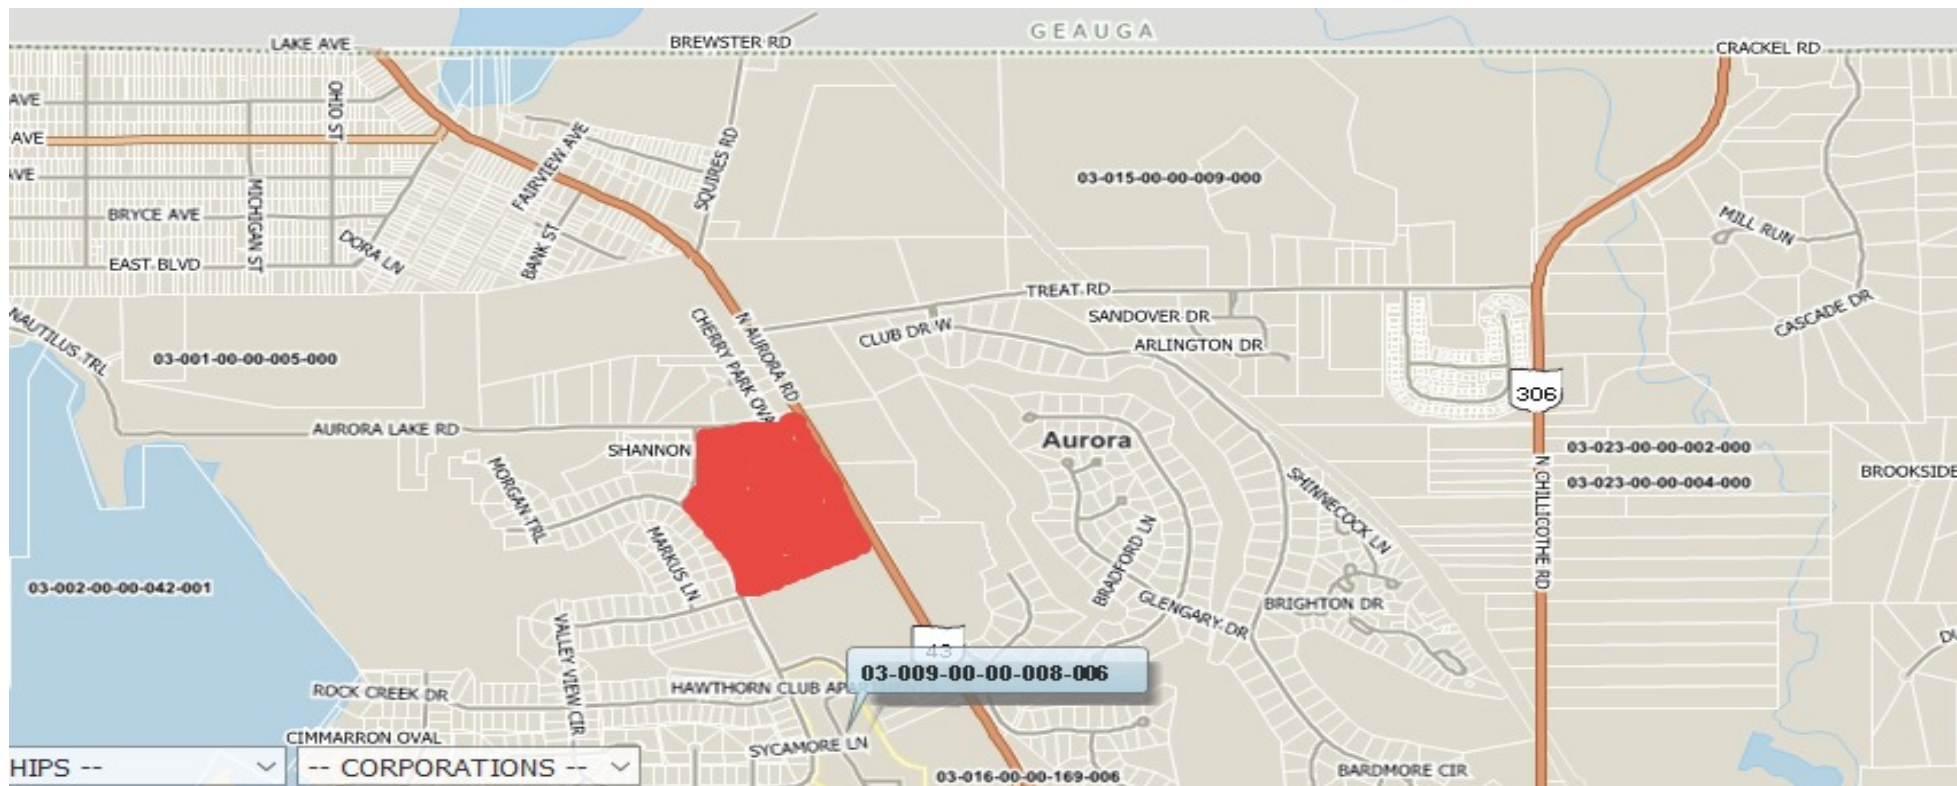 GEAUGA
LAKE AVE
BREWSTER RD
CRACKEL RD
AVE
OHIO ST
AVE
FAIRVIEW AVE
SQUIRES RD
AVE
03-015-00-00-009-000
MICHIGAN ST
BRYCE AVE
MILL RUN
DORA LN
BANK ST
EAST BLVD
TREAT RD
CASCADE DR
NAUTILUS TRL
CHERRY PARK OVA
N AURORA RD
CLUB DR W
SANDOVER DR
ARLINGTON DR
03-001-00-00-005-000
306
AURORA LAKE RD
Aurora
SHANNON
03-023-00-00-002-000
BROOKSIDE
03-023-00-00-004-000
MORGAN TRL
SHINNECOCK LN
N CHILLICOTHE RD
MARKUS LN
BRADFORD LN
03-002-00-00-042-001
GLENGARY DR
BRIGHTON DR
VALLEY VIEW CIR
43
03-009-00-00-008-006
ROCK CREEK DR
HAWTHORN CLUB AP
CIMMARRON OVAL
SYCAMORE LN
HIPS --
-- CORPORATIONS --
03-016-00-00-169-006
BARDMORE CIR